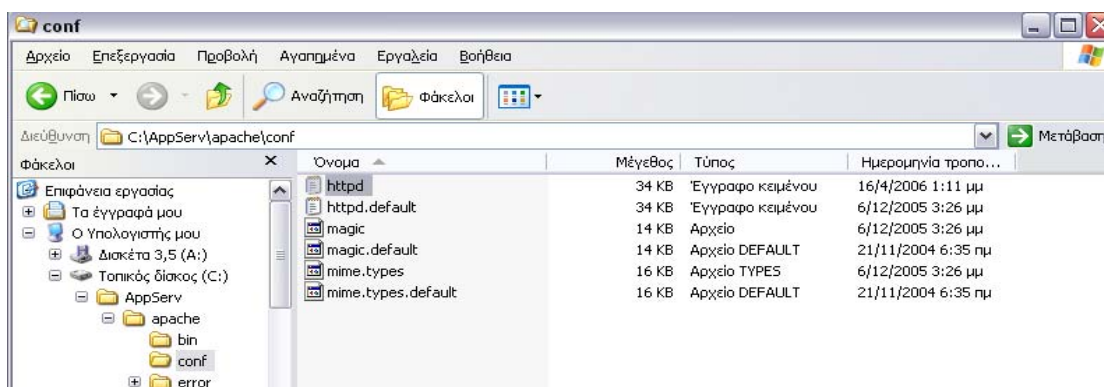 conf
Αρχείο Επεξεργασία Προβολή Αγαπημένα Εργαλεία Βοήθεια
Πίσω Αναζήτηση Φάκελοι
Διεύθυνση C:\AppServ\apache\conf Μετάβαση
Φάκελοι × Όνομα Μέγεθος Τύπος Ημερομηνία τροπο...
Επιφάνεια εργασίας httpd 34 KB Έγγραφο κειμένου 16/4/2006 1:11 μμ
Τα έγγραφά μου httpd.default 34 KB Έγγραφο κειμένου 6/12/2005 3:26 μμ
Ο Υπολογιστής μου magic 14 KB Αρχείο 6/12/2005 3:26 μμ
Δισκέτα 3,5 (A:) magic.default 14 KB Αρχείο DEFAULT 21/11/2004 6:35 πμ
Τοπικός δίσκος (C:) mime.types 16 KB Αρχείο TYPES 6/12/2005 3:26 μμ
AppServ mime.types.default 16 KB Αρχείο DEFAULT 21/11/2004 6:35 πμ
apache
bin
conf
error